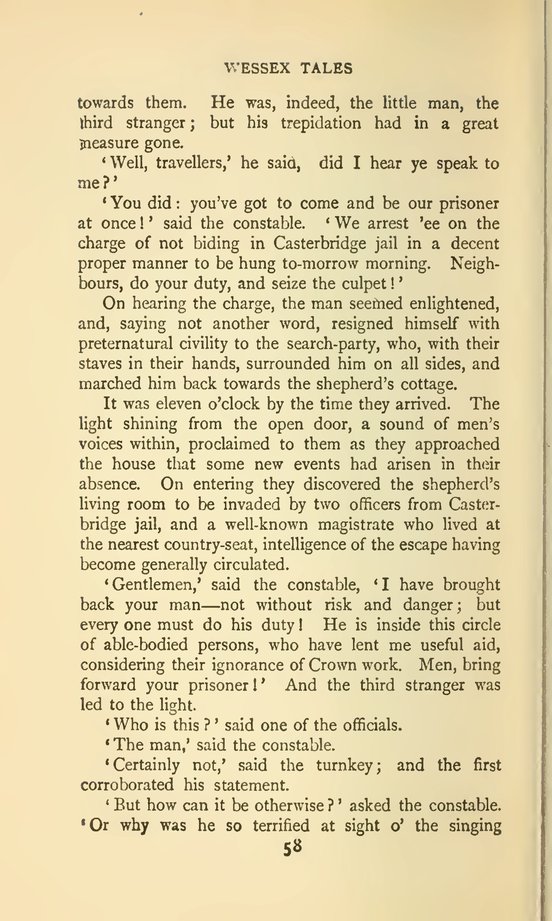 WESSEX TALES
towards them. He was, indeed, the little man, the
third stranger; but his trepidation had in a great
measure gone.
‘Well, travellers,’ he said, did I hear ye speak to
me?’
‘You did: you’ve got to come and be our prisoner
at once!’ said the constable. ‘We arrest ’ee on the
charge of not biding in Casterbridge jail in a decent
proper manner to be hung to-morrow morning. Neigh-
bours, do your duty, and seize the culpet!’
On hearing the charge, the man seemed enlightened,
and, saying not another word, resigned himself with
preternatural civility to the search-party, who, with their
staves in their hands, surrounded him on all sides, and
marched him back towards the shepherd’s cottage.
It was eleven o’clock by the time they arrived. The
light shining from the open door, a sound of men’s
voices within, proclaimed to them as they approached
the house that some new events had arisen in their
absence. On entering they discovered the shepherd’s
living room to be invaded by two officers from Caster-
bridge jail, and a well-known magistrate who lived at
the nearest country-seat, intelligence of the escape having
become generally circulated.
‘Gentlemen,’ said the constable, ‘I have brought
back your man—not without risk and danger; but
every one must do his duty! He is inside this circle
of able-bodied persons, who have lent me useful aid,
considering their ignorance of Crown work. Men, bring
forward your prisoner!’ And the third stranger was
led to the light.
‘Who is this?’ said one of the officials.
‘The man,’ said the constable.
‘Certainly not,’ said the turnkey; and the first
corroborated his statement.
‘But how can it be otherwise?’ asked the constable.
‘Or why was he so terrified at sight o’ the singing
58